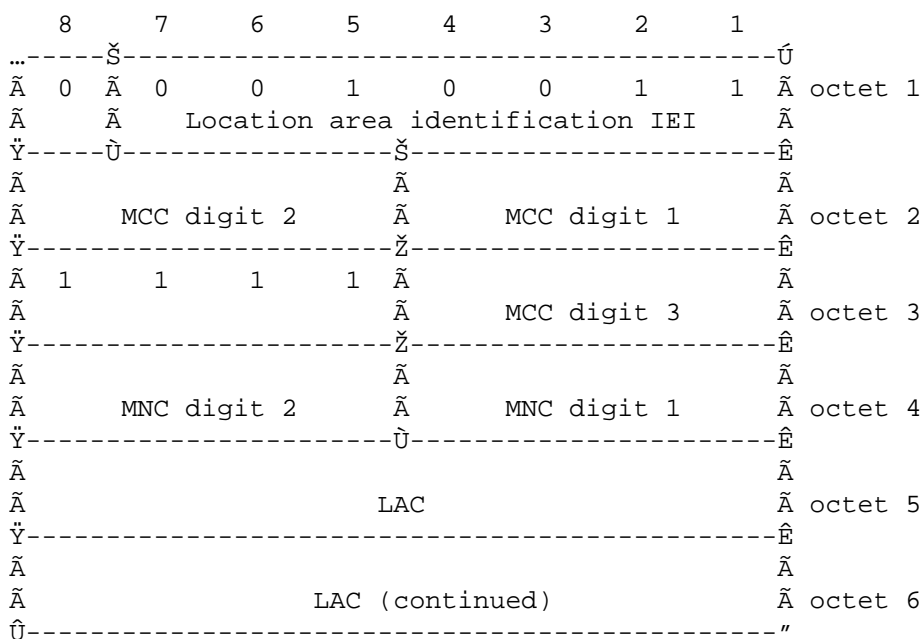 8 7 6 5 4 3 2 1
…-----Š-----------------------------------------Ú
Ã 0 Ã 0 0 1 0 0 1 1 Ã octet 1
Ã Ã Location area identification IEI Ã
Ÿ-----Ù-----------------Š-----------------------Ê
Ã Ã Ã
Ã MCC digit 2 Ã MCC digit 1 Ã octet 2
Ÿ-----------------------Ž-----------------------Ê
Ã 1 1 1 1 Ã Ã
Ã Ã MCC digit 3 Ã octet 3
Ÿ-----------------------Ž-----------------------Ê
Ã Ã Ã
Ã MNC digit 2 Ã MNC digit 1 Ã octet 4
Ÿ-----------------------Ù-----------------------Ê
Ã Ã
Ã LAC Ã octet 5
Ÿ-----------------------------------------------Ê
Ã Ã
Ã LAC (continued) Ã octet 6
Û-----------------------------------------------"